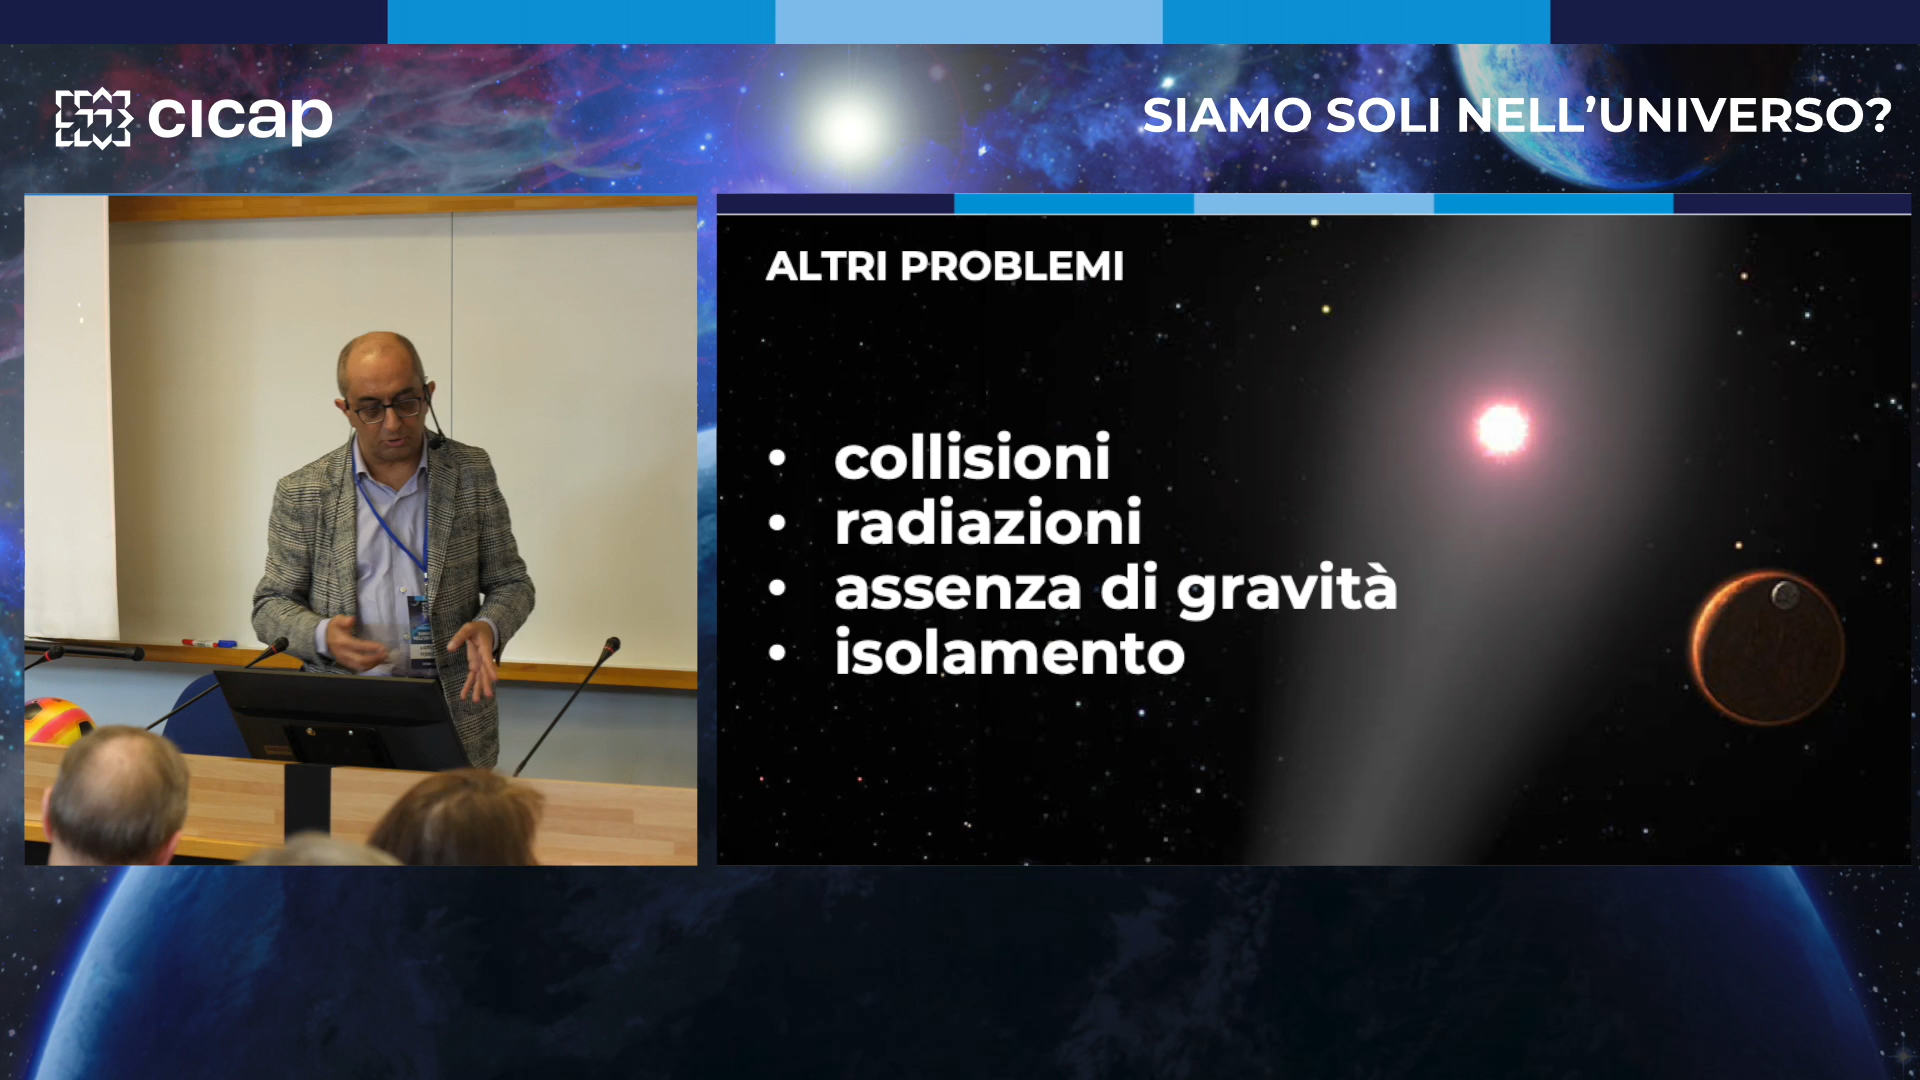 cicap
SIAMO SOLI NELL’UNIVERSO?
ALTRI PROBLEMI
• collisioni
• radiazioni
• assenza di gravità
• isolamento